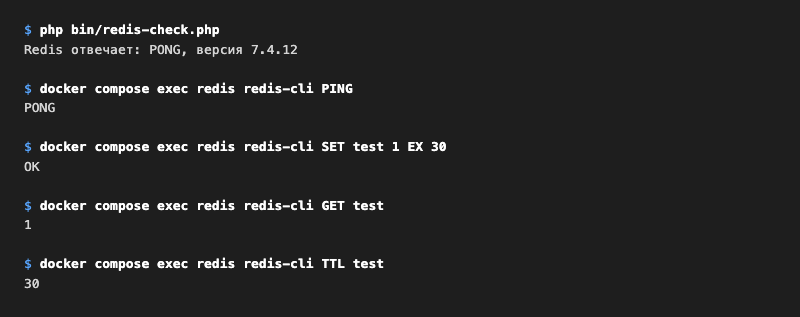 $ php bin/redis-check.php
Redis отвечает: PONG, версия 7.4.12
$ docker compose exec redis redis-cli PING
PONG
$ docker compose exec redis redis-cli SET test 1 EX 30
OK
$ docker compose exec redis redis-cli GET test
1
$ docker compose exec redis redis-cli TTL test
30